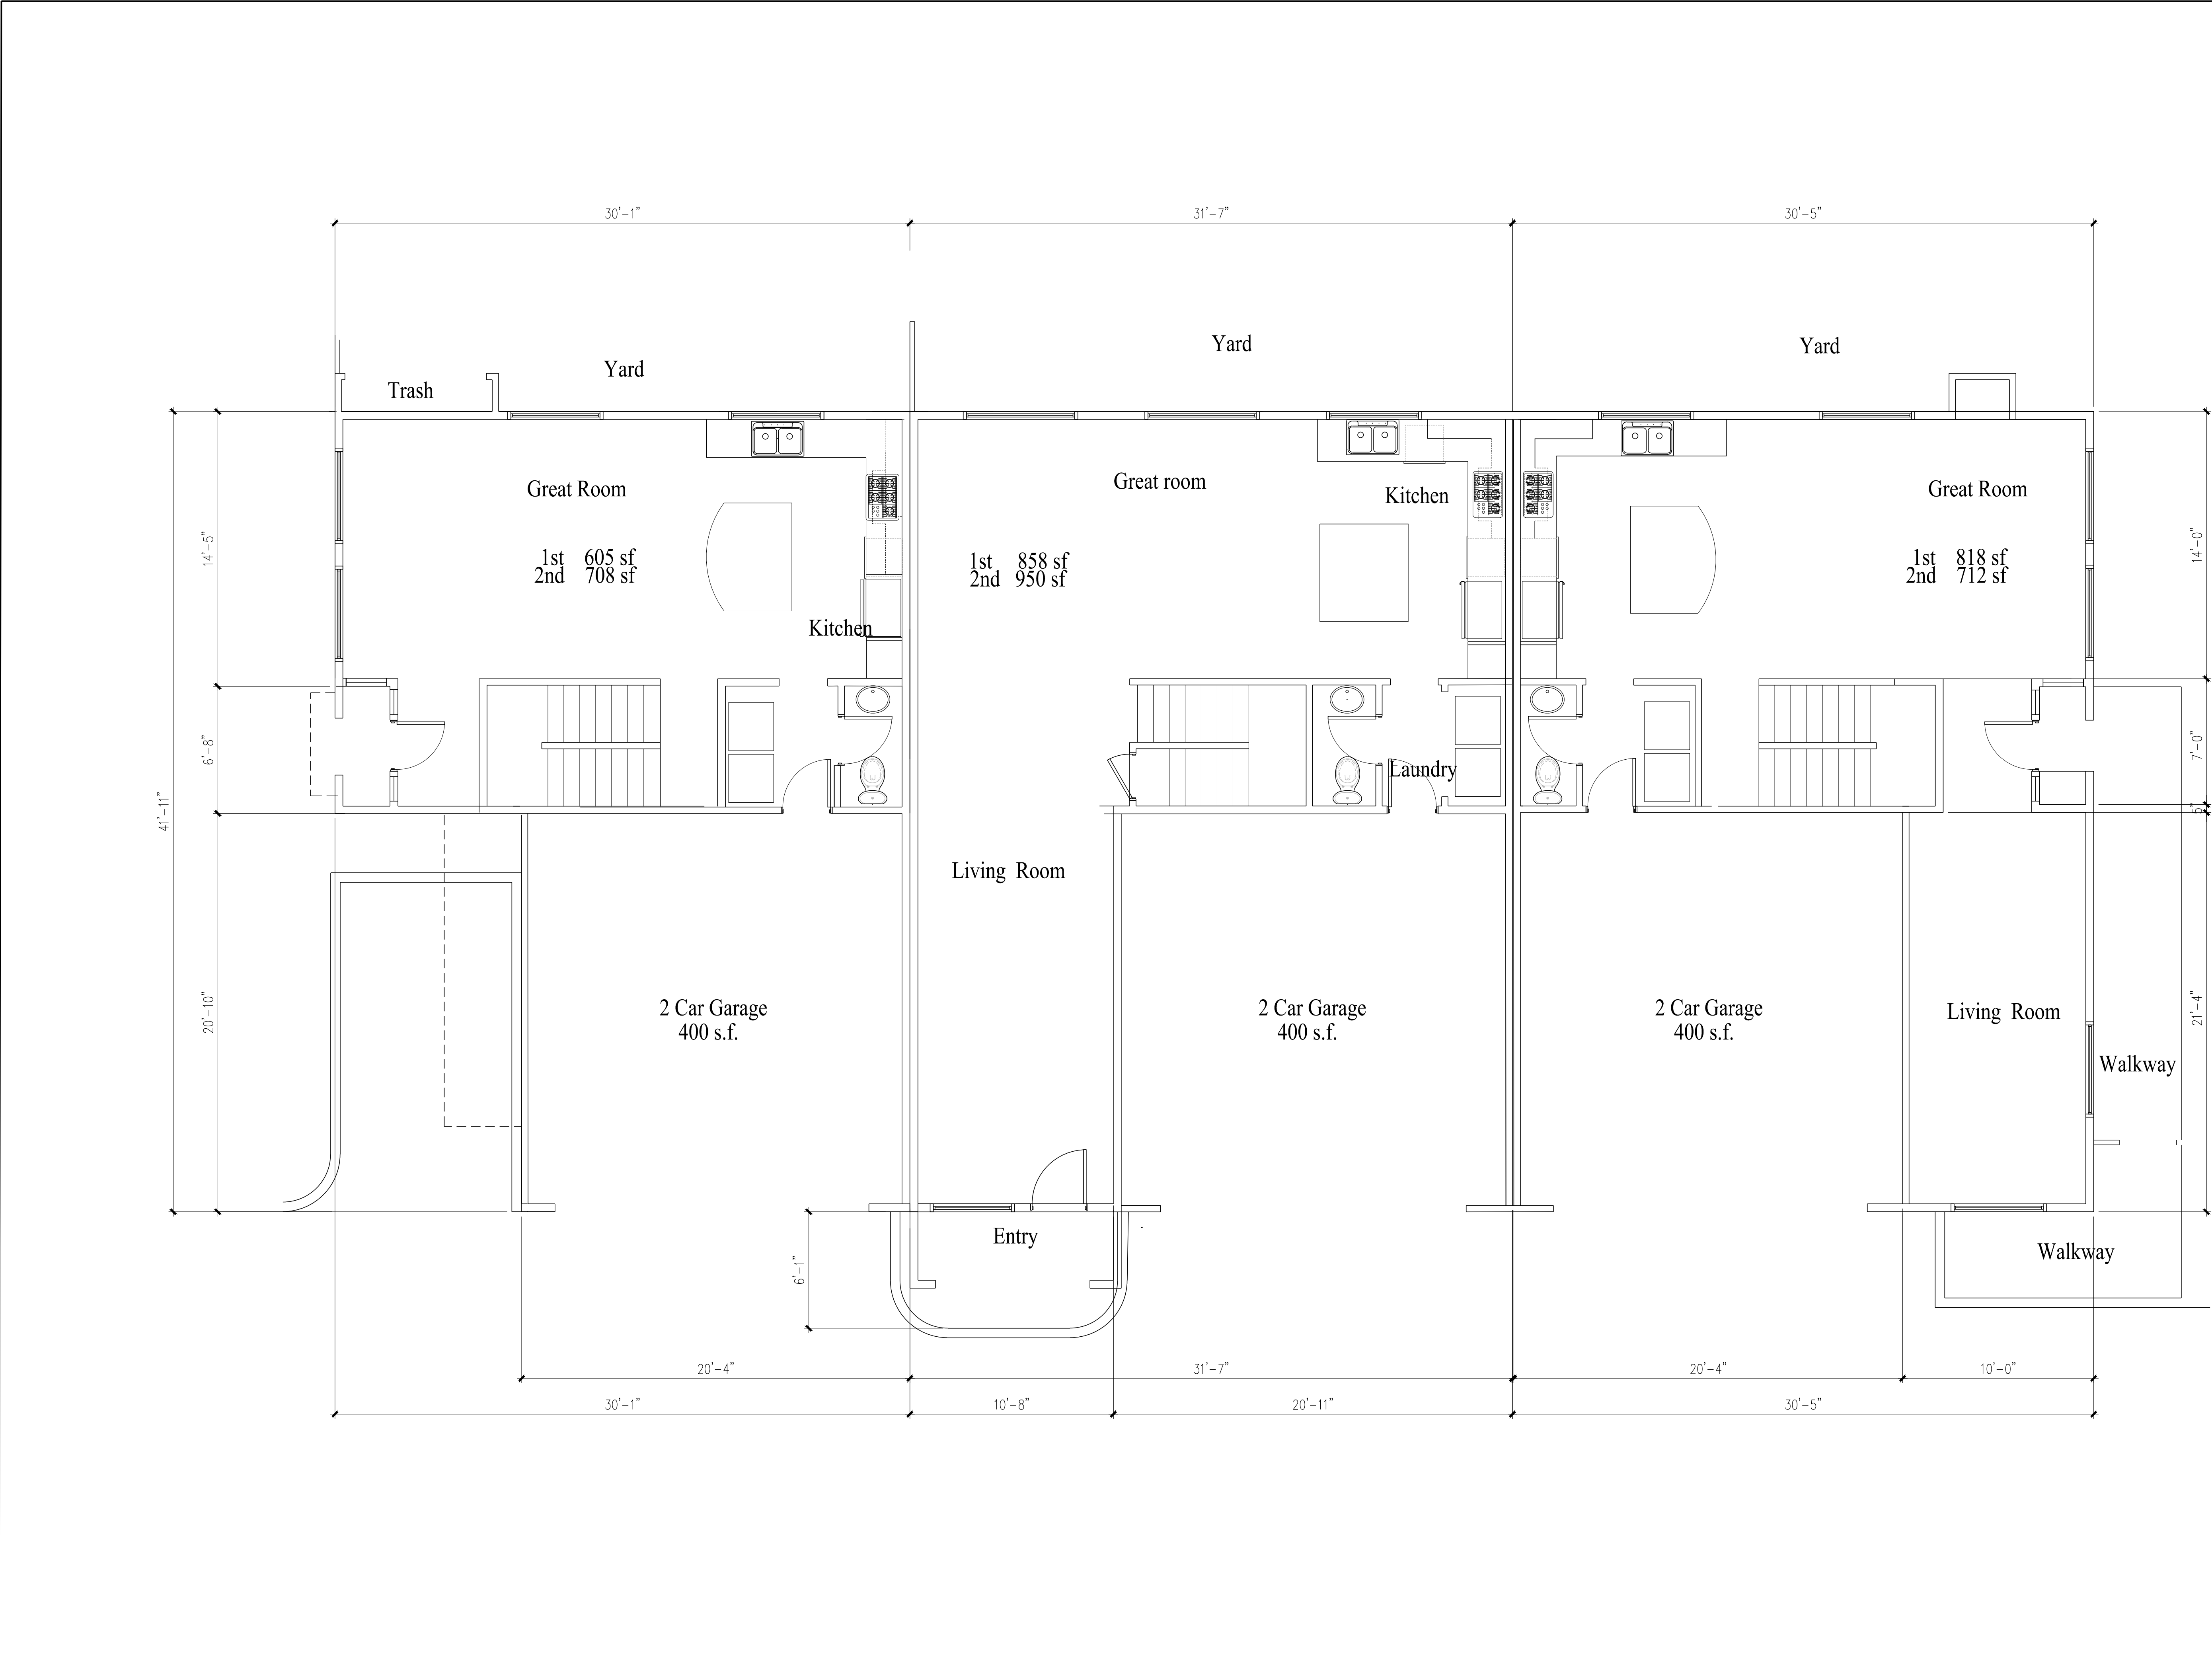 30'-1" 31'-7" 30'-5"
Yard Yard Yard
Trash
Great Room Great room Great Room
Kitchen
1st 605 sf
2nd 708 sf
1st 858 sf
2nd 950 sf
1st 818 sf
2nd 712 sf
Kitchen
14'-5"
14'-0"
6'-8"
7'-0"
41'-11"
5"
Laundry
Living Room
20'-10"
21'-4"
2 Car Garage
400 s.f.
2 Car Garage
400 s.f.
2 Car Garage
400 s.f.
Living Room
Walkway
Entry
Walkway
6'-1"
20'-4" 31'-7" 20'-4" 10'-0"
30'-1" 10'-8" 20'-11" 30'-5"